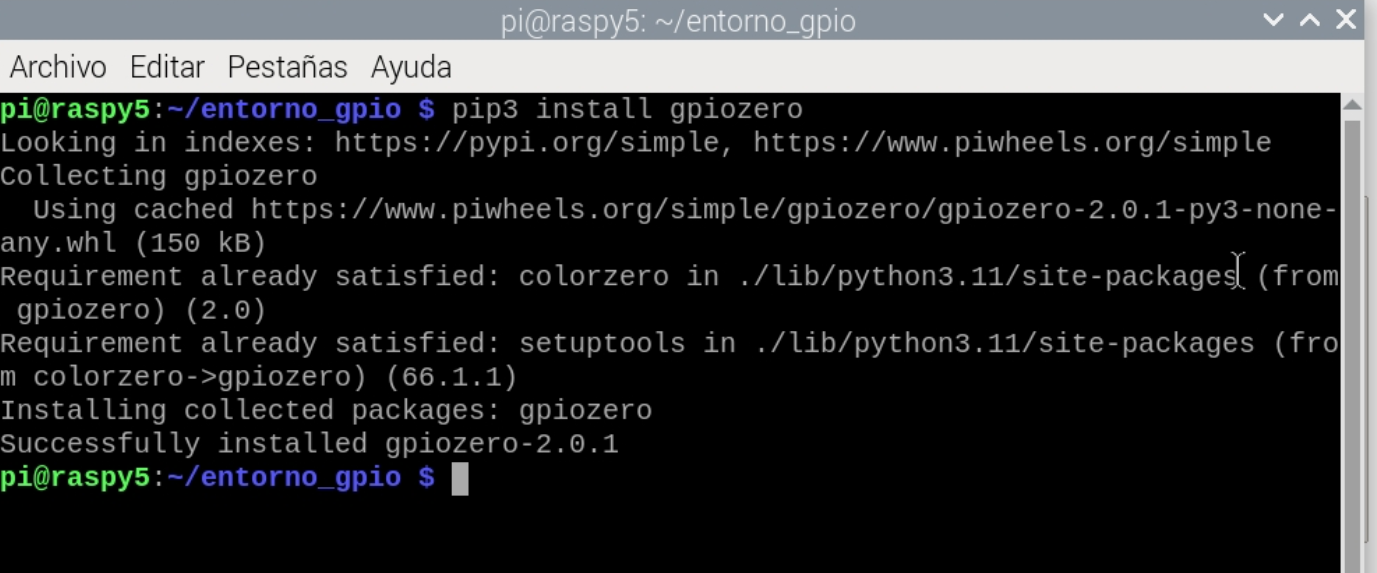 pi@raspy5: ~/entorno_gpio
Archivo Editar Pestañas Ayuda
pi@raspy5:~/entorno_gpio $ pip3 install gpiozero
Looking in indexes: https://pypi.org/simple, https://www.piwheels.org/simple
Collecting gpiozero
  Using cached https://www.piwheels.org/simple/gpiozero/gpiozero-2.0.1-py3-none-
any.whl (150 kB)
Requirement already satisfied: colorzero in ./lib/python3.11/site-packages (from
 gpiozero) (2.0)
Requirement already satisfied: setuptools in ./lib/python3.11/site-packages (fro
m colorzero->gpiozero) (66.1.1)
Installing collected packages: gpiozero
Successfully installed gpiozero-2.0.1
pi@raspy5:~/entorno_gpio $